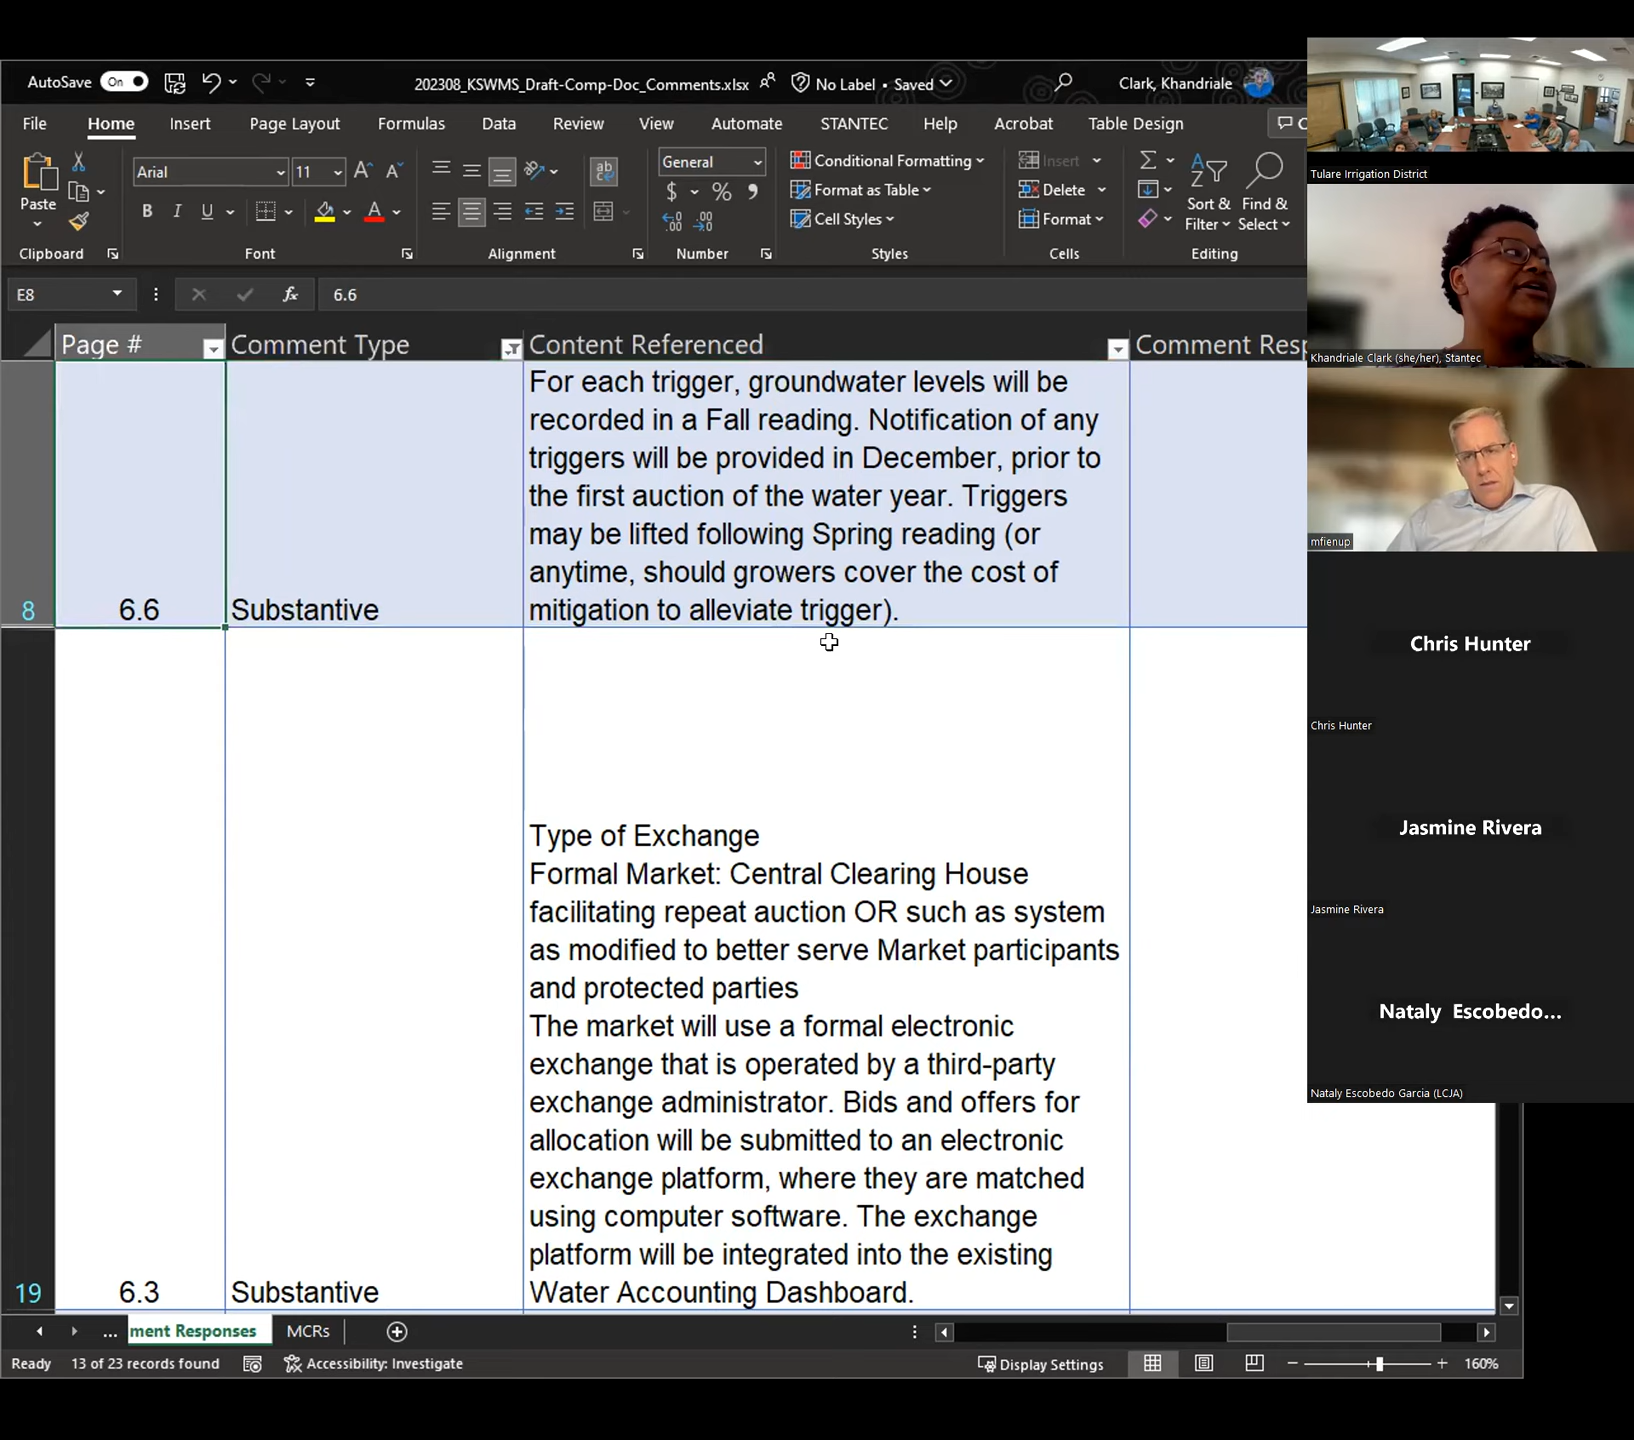 AutoSave On 202308_KSWMS_Draft-Comp-Doc_Comments.xlsx No Label • Saved Clark, Khandriale
File Home Insert Page Layout Formulas Data Review View Automate STANTEC Help Acrobat Table Design C
Paste
Arial 11 A A
B I U A
ab
General
$ % 9
.00 .00
Conditional Formatting
Format as Table
Cell Styles
Insert
Delete
Format
Sort & Filter
Find & Select
Clipboard Font Alignment Number Styles Cells Editing
E8 fx 6.6
Page # Comment Type Content Referenced Comment Resp
For each trigger, groundwater levels will be
recorded in a Fall reading. Notification of any
triggers will be provided in December, prior to
the first auction of the water year. Triggers
may be lifted following Spring reading (or
anytime, should growers cover the cost of
8 6.6 Substantive mitigation to alleviate trigger).
Type of Exchange
Formal Market: Central Clearing House
facilitating repeat auction OR such as system
as modified to better serve Market participants
and protected parties
The market will use a formal electronic
exchange that is operated by a third-party
exchange administrator. Bids and offers for
allocation will be submitted to an electronic
exchange platform, where they are matched
using computer software. The exchange
platform will be integrated into the existing
19 6.3 Substantive Water Accounting Dashboard.
... ment Responses MCRs
Ready 13 of 23 records found Accessibility: Investigate Display Settings 160%
Tulare Irrigation District
Khandriale Clark (she/her), Stantec
mfienup
Chris Hunter
Chris Hunter
Jasmine Rivera
Jasmine Rivera
Nataly Escobedo...
Nataly Escobedo Garcia (LCJA)